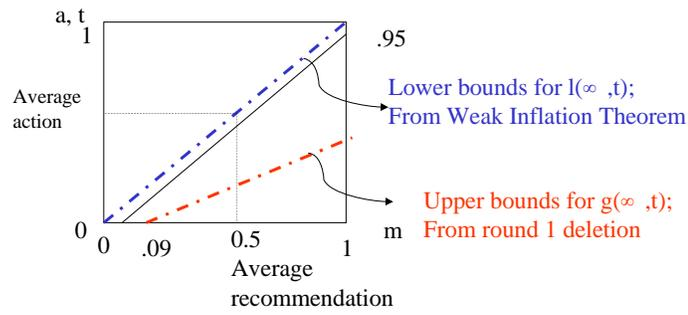 a, t
1
.95
Average
action
Lower bounds for l(∞ ,t);
From Weak Inflation Theorem
Upper bounds for g(∞ ,t);
From round 1 deletion
0
0
.09
0.5
1
m
Average
recommendation